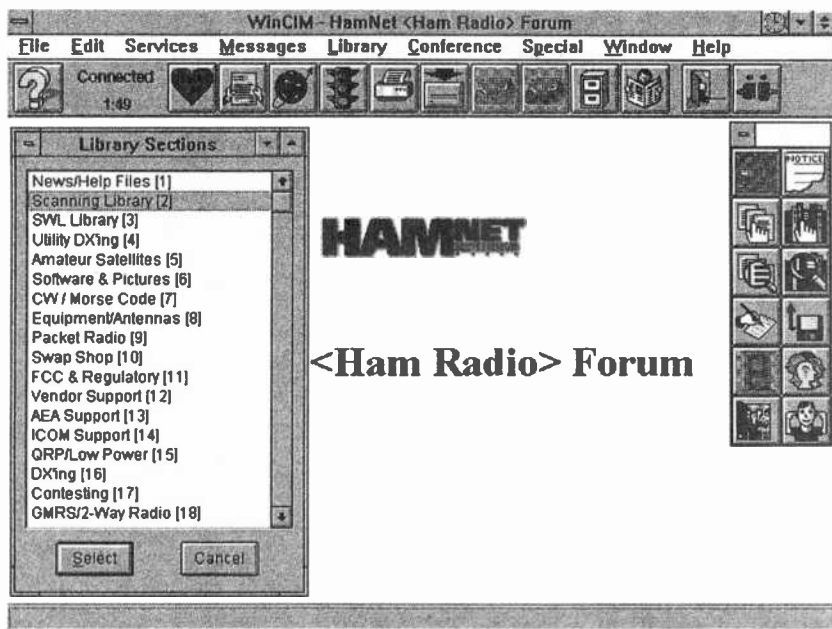 WinCIM - HamNet <Ham Radio> Forum
File Edit Services Messages Library Conference Special Window Help
Connected
1:49
Library Sections
News/Help Files [1]
Scanning Library [2]
SWL Library [3]
Utility DX'ing [4]
Amateur Satellites [5]
Software & Pictures [6]
CW / Morse Code [7]
Equipment/Antennas [8]
Packet Radio [9]
Swap Shop [10]
FCC & Regulatory [11]
Vendor Support [12]
AEA Support [13]
ICOM Support [14]
QRP/Low Power [15]
DX'ing [16]
Contesting [17]
GMRS/2-Way Radio [18]
Select Cancel
HAMNET
<Ham Radio> Forum
NOTICE